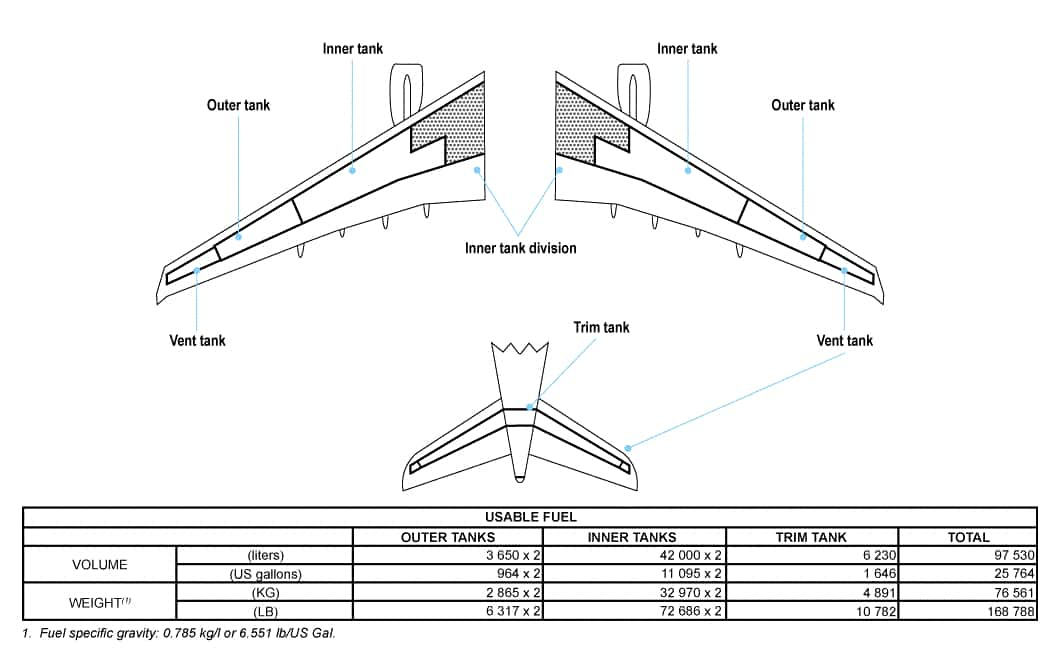 Inner tank
Inner tank
Outer tank
Outer tank
Inner tank division
Vent tank
Trim tank
Vent tank
USABLE FUEL
OUTER TANKS INNER TANKS TRIM TANK TOTAL
VOLUME (liters) 3 650 x 2 42 000 x 2 6 230 97 530
(US gallons) 964 x 2 11 095 x 2 1 646 25 764
WEIGHT(1) (KG) 2 865 x 2 32 970 x 2 4 891 76 561
(LB) 6 317 x 2 72 686 x 2 10 782 168 788
1. Fuel specific gravity: 0.785 kg/l or 6.551 lb/US Gal.